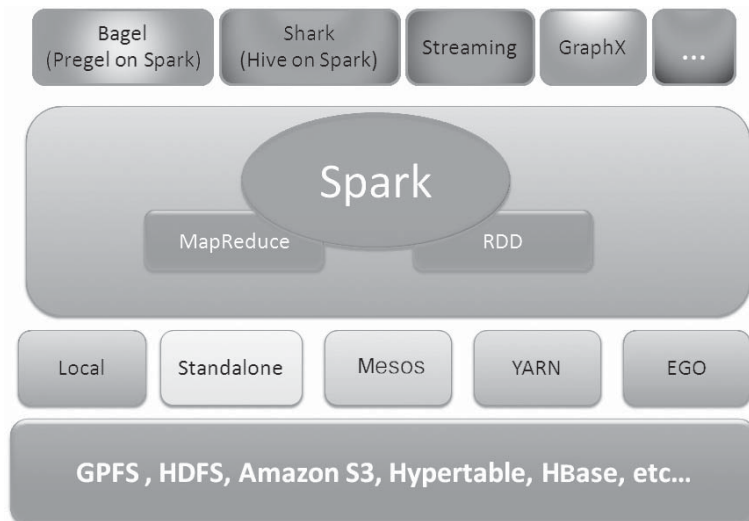 Bagel
(Pregel on Spark)
Shark
(Hive on Spark)
Streaming
GraphX
...
Spark
MapReduce
RDD
Local
Standalone
Mesos
YARN
EGO
GPFS , HDFS, Amazon S3, Hypertable, HBase, etc...